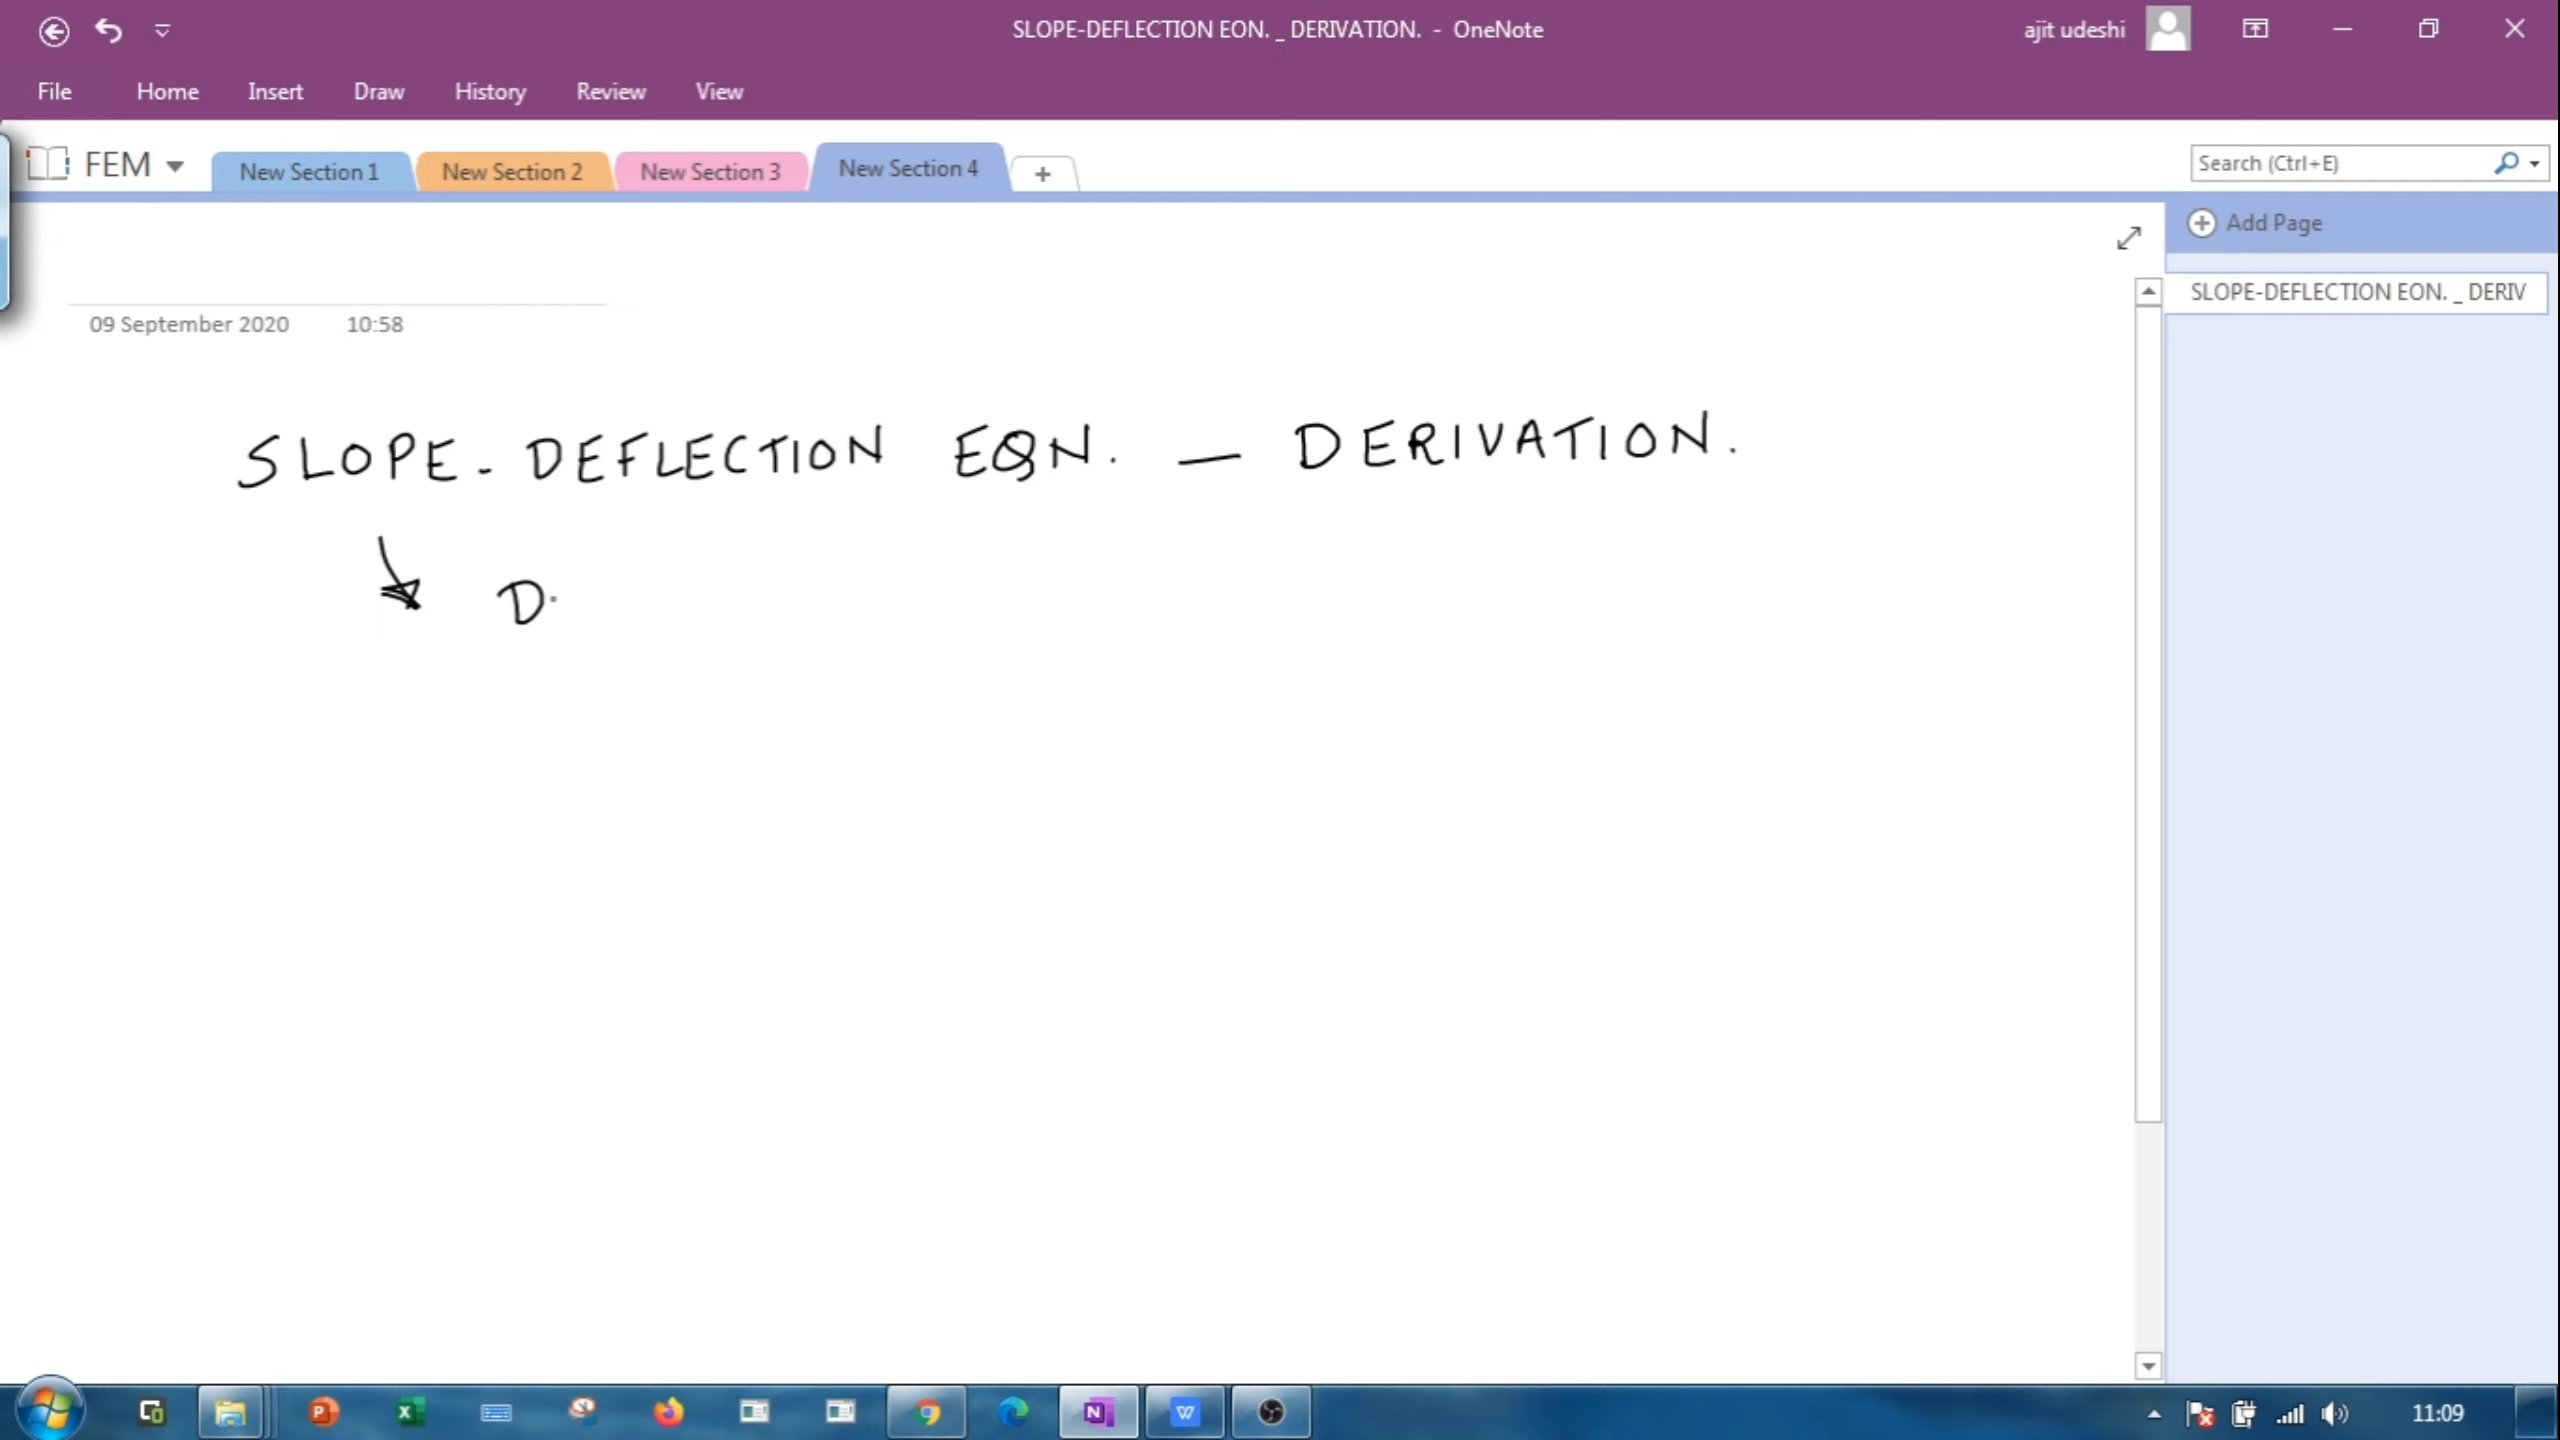 SLOPE-DEFLECTION EON. _ DERIVATION. - OneNote
ajit udeshi
File Home Insert Draw History Review View
FEM New Section 1 New Section 2 New Section 3 New Section 4 +
Search (Ctrl+E)
Add Page
SLOPE-DEFLECTION EON. _ DERIV
09 September 2020 10:58
SLOPE - DEFLECTION EQN. — DERIVATION.
D
11:09